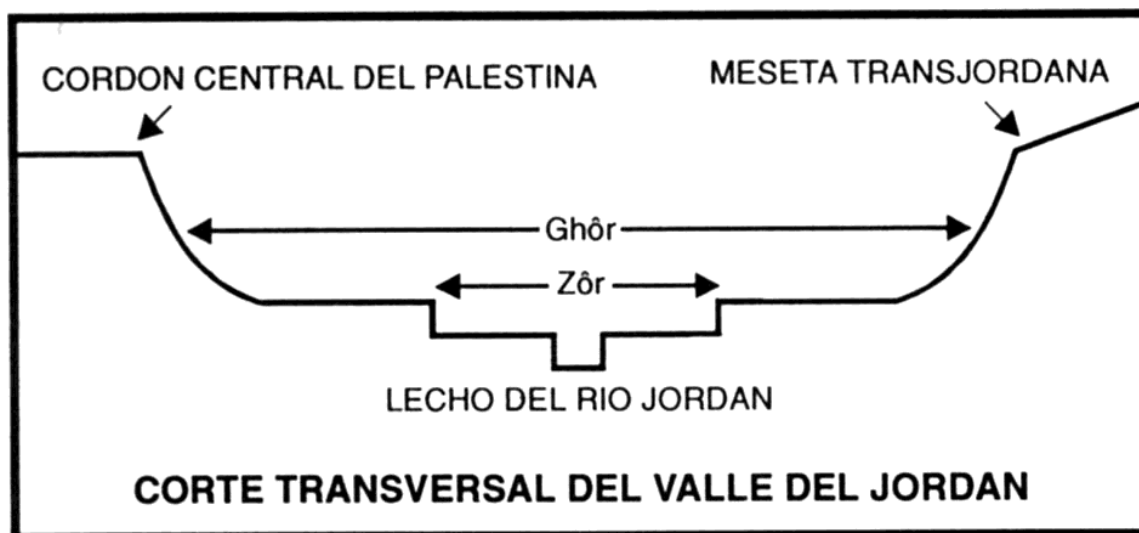 CORDON CENTRAL DEL PALESTINA
MESETA TRANSJORDANA
Ghôr
Zôr
LECHO DEL RIO JORDAN
CORTE TRANSVERSAL DEL VALLE DEL JORDAN